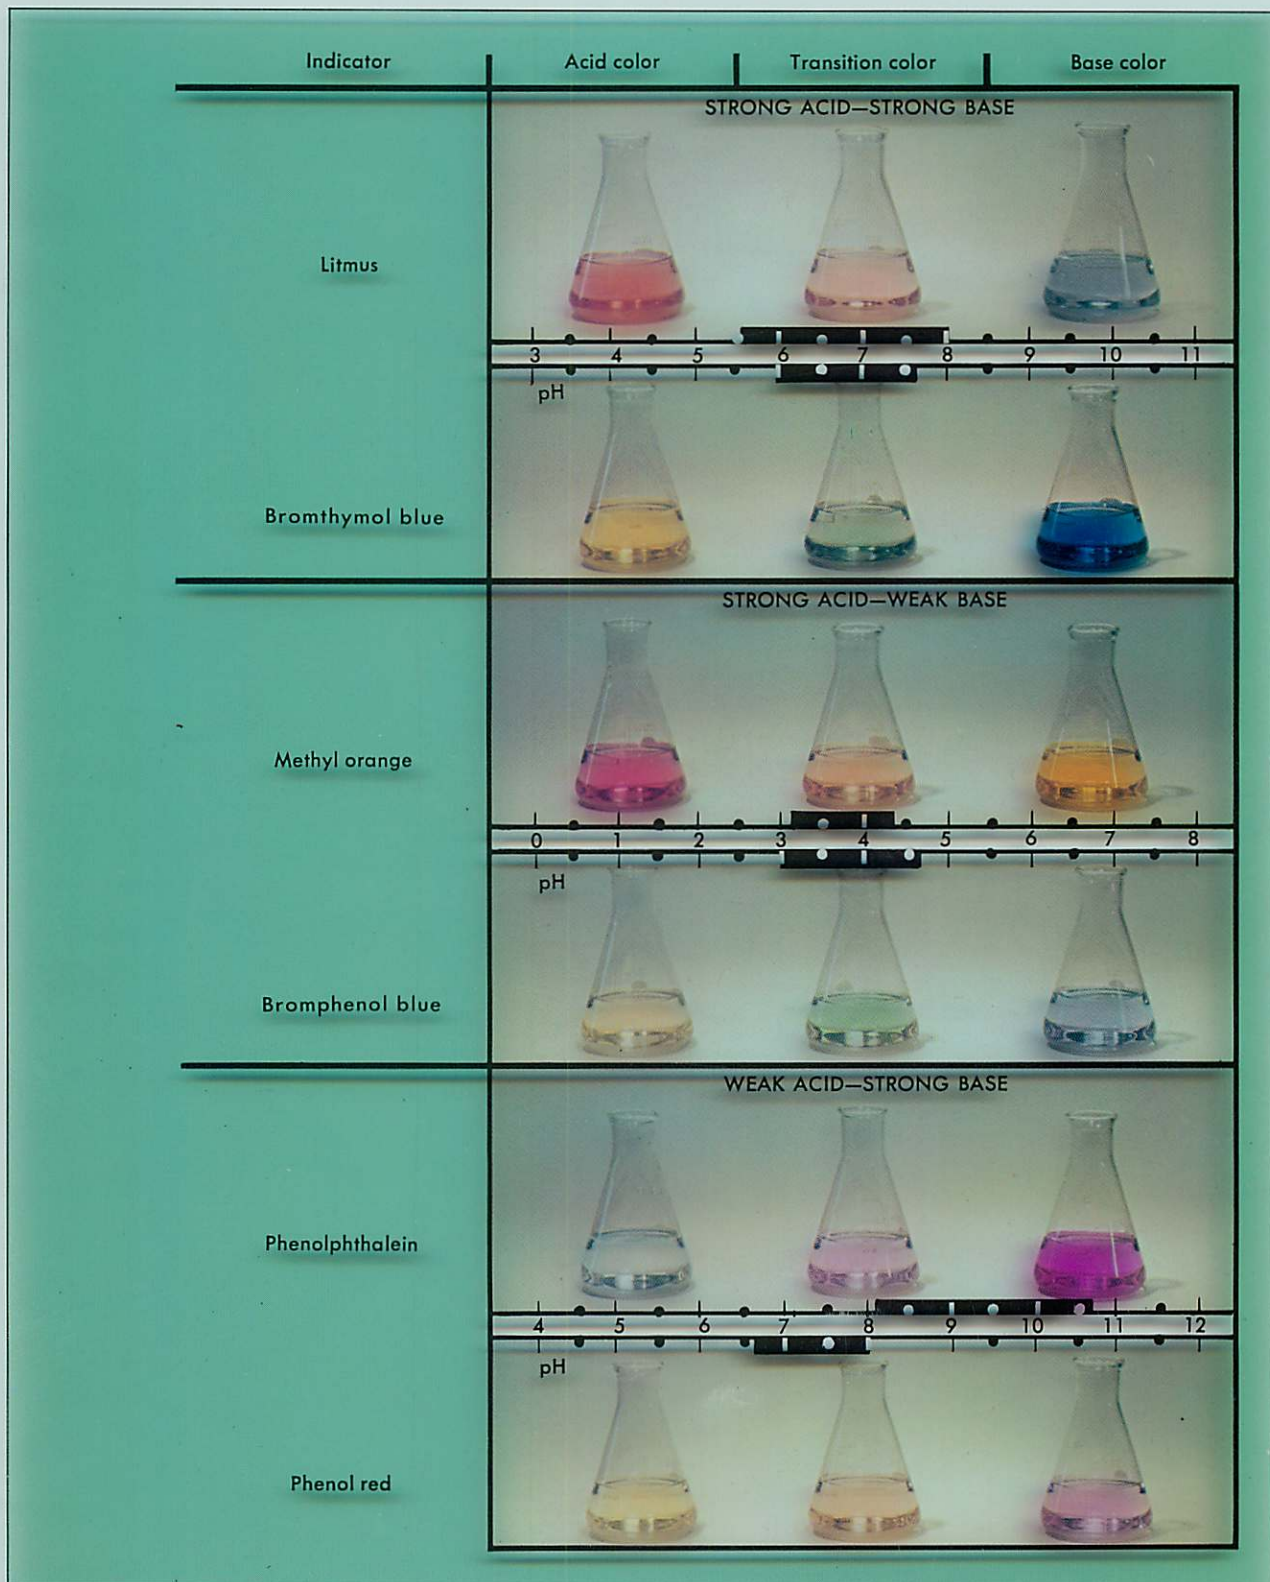 Indicator Acid color Transition color Base color
STRONG ACID—STRONG BASE
Litmus
3 4 5 6 7 8 9 10 11
pH
Bromthymol blue
STRONG ACID—WEAK BASE
Methyl orange
0 1 2 3 4 5 6 7 8
pH
Bromphenol blue
WEAK ACID—STRONG BASE
Phenolphthalein
4 5 6 7 8 9 10 11 12
pH
Phenol red